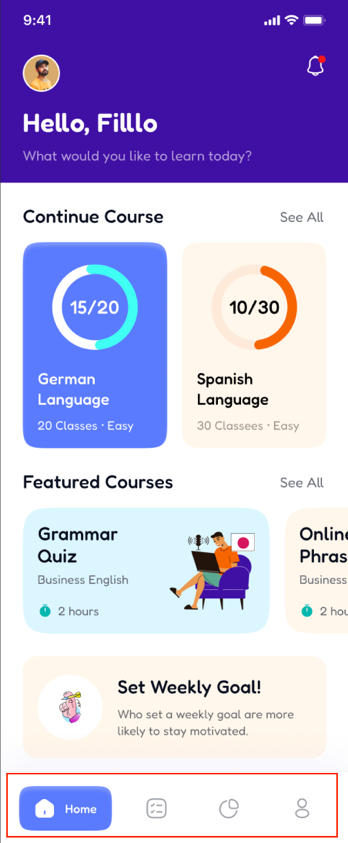 9:41
Hello, Filllo
What would you like to learn today?
Continue Course
See All
15/20
German
Language
20 Classes · Easy
10/30
Spanish
Language
30 Classees · Easy
Featured Courses
See All
Grammar
Quiz
Business English
2 hours
Online
Phras
Business
2 hou
Set Weekly Goal!
Who set a weekly goal are more
likely to stay motivated.
Home